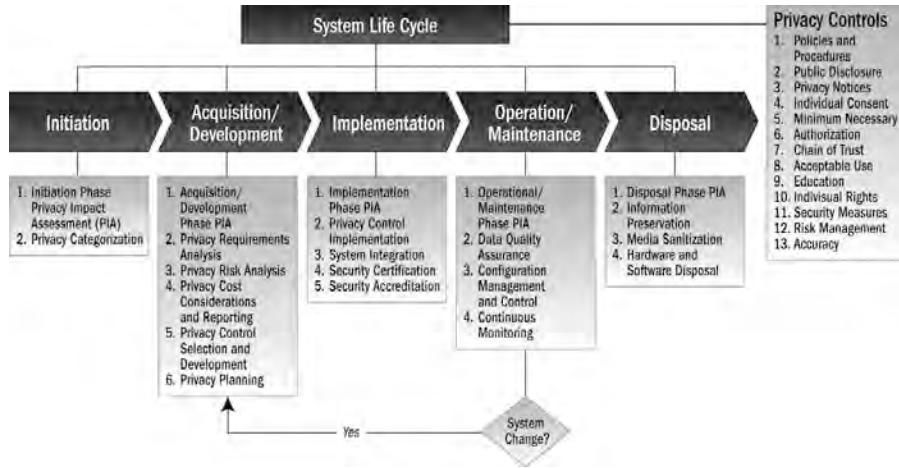 System Life Cycle
Initiation
Acquisition/
Development
Implementation
Operation/
Maintenance
Disposal
1. Initiation Phase
Privacy Impact
Assessment (PIA)
2. Privacy Categorization
1. Acquisition/
Development
Phase PIA
2. Privacy Requirements
Analysis
3. Privacy Risk Analysis
4. Privacy Cost
Considerations
and Reporting
5. Privacy Control
Selection and
Development
6. Privacy Planning
1. Implementation
Phase PIA
2. Privacy Control
Implementation
3. System Integration
4. Security Certification
5. Security Accreditation
1. Operational/
Maintenance
Phase PIA
2. Data Quality
Assurance
3. Configuration
Management
and Control
4. Continuous
Monitoring
1. Disposal Phase PIA
2. Information
Preservation
3. Media Sanitization
4. Hardware and
Software Disposal
Privacy Controls
1. Policies and
Procedures
2. Public Disclosure
3. Privacy Notices
4. Individual Consent
5. Minimum Necessary
6. Authorization
7. Chain of Trust
8. Acceptable Use
9. Education
10. Indivisual Rights
11. Security Measures
12. Risk Management
13. Accuracy
System
Change?
Yes